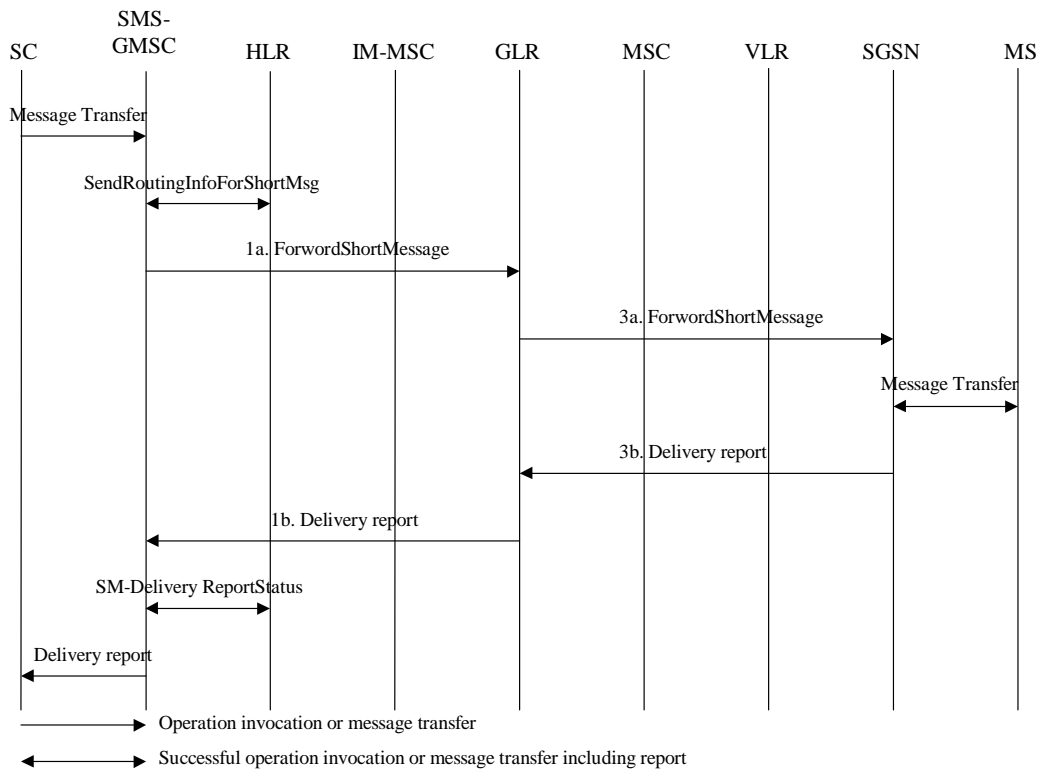 SMS-
GMSC
SC HLR IM-MSC GLR MSC VLR SGSN MS
Message Transfer
SendRoutingInfoForShortMsg
1a. ForwordShortMessage
3a. ForwordShortMessage
Message Transfer
3b. Delivery report
1b. Delivery report
SM-Delivery ReportStatus
Delivery report
Operation invocation or message transfer
Successful operation invocation or message transfer including report